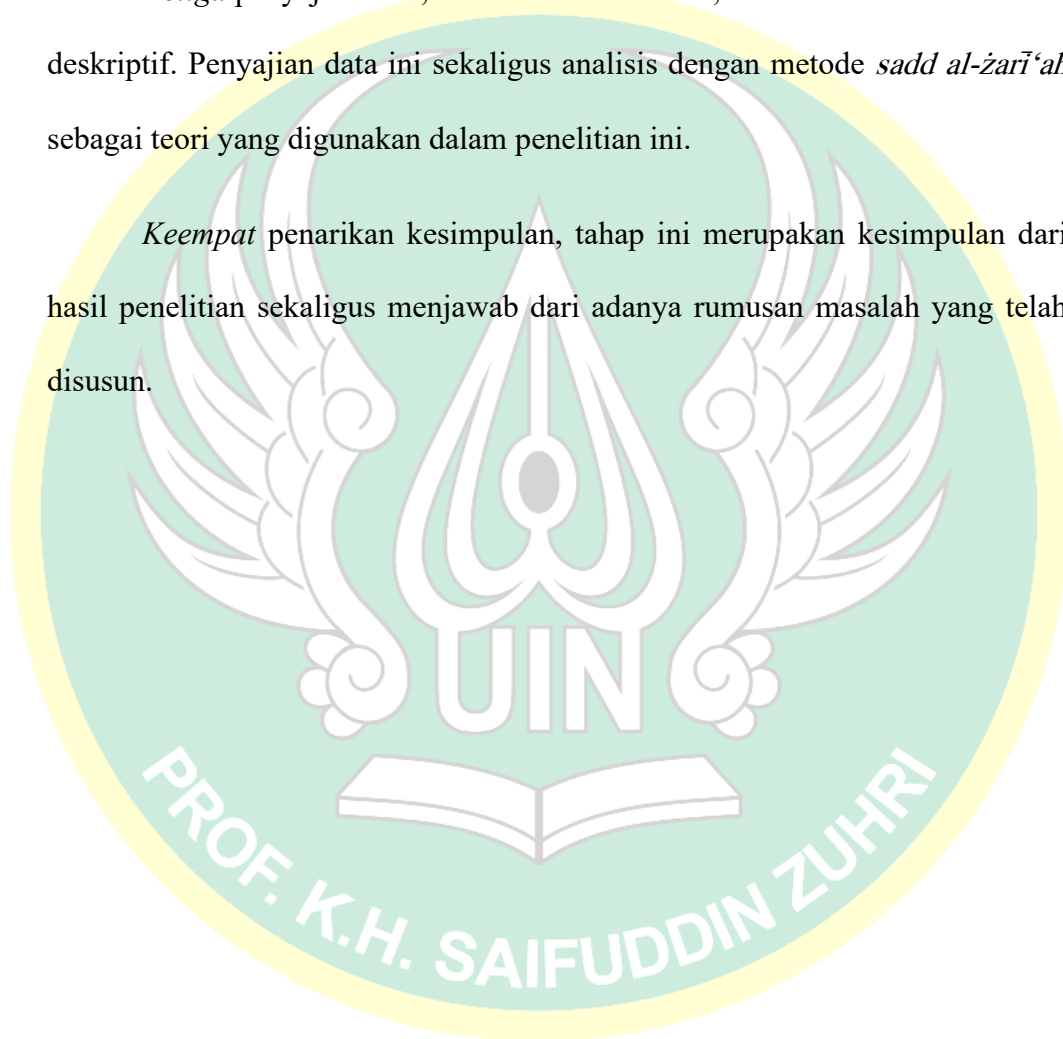 deskriptif. Penyajian data ini sekaligus analisis dengan metode sadd al-żarī‘ah
sebagai teori yang digunakan dalam penelitian ini.
Keempat penarikan kesimpulan, tahap ini merupakan kesimpulan dari
hasil penelitian sekaligus menjawab dari adanya rumusan masalah yang telah
disusun.
UIN
PROF. K.H. SAIFUDDIN ZUHRI